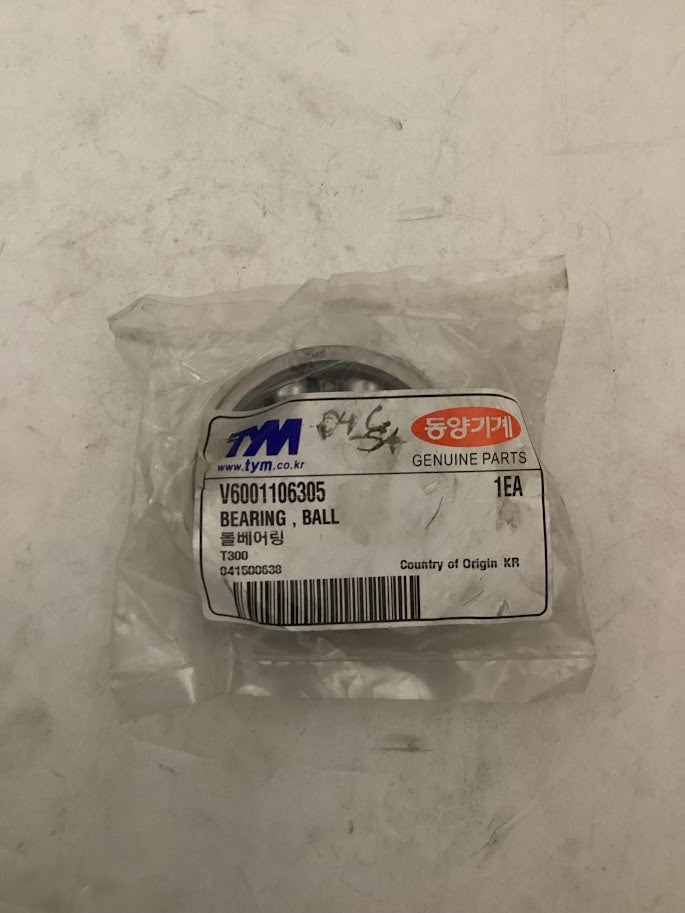 TYM
www.tym.co.kr
동양기계
GENUINE PARTS
V6001106305 1EA
BEARING , BALL
롤베어링
T300
041500638 Country of Origin KR